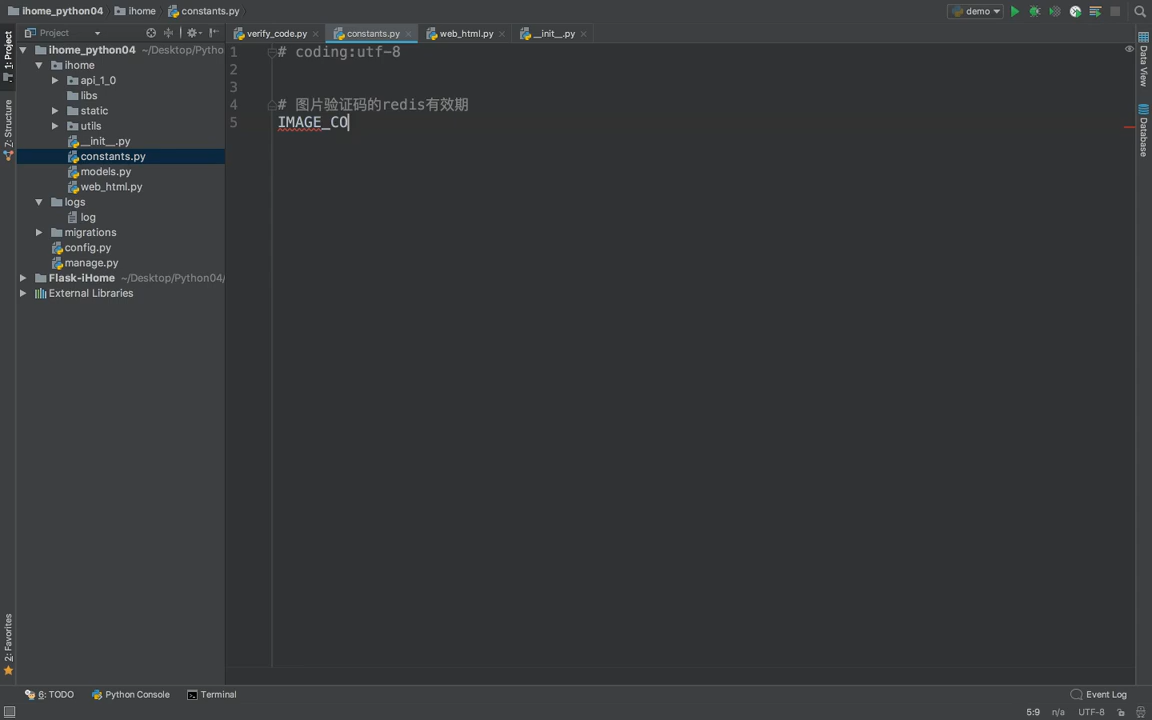 ihome_python04 ihome constants.py demo
1: Project
Project
verify_code.py constants.py web_html.py __init__.py
ihome_python04 ~/Desktop/Pytho
ihome
api_1_0
libs
static
utils
__init__.py
constants.py
models.py
web_html.py
logs
log
migrations
config.py
manage.py
Flask-iHome ~/Desktop/Python04/
External Libraries
Z: Structure
2: Favorites
1 # coding:utf-8
2
3
4 # 图片验证码的redis有效期
5 IMAGE_CO
Data View
Database
6: TODO Python Console Terminal Event Log
5:9 n/a UTF-8